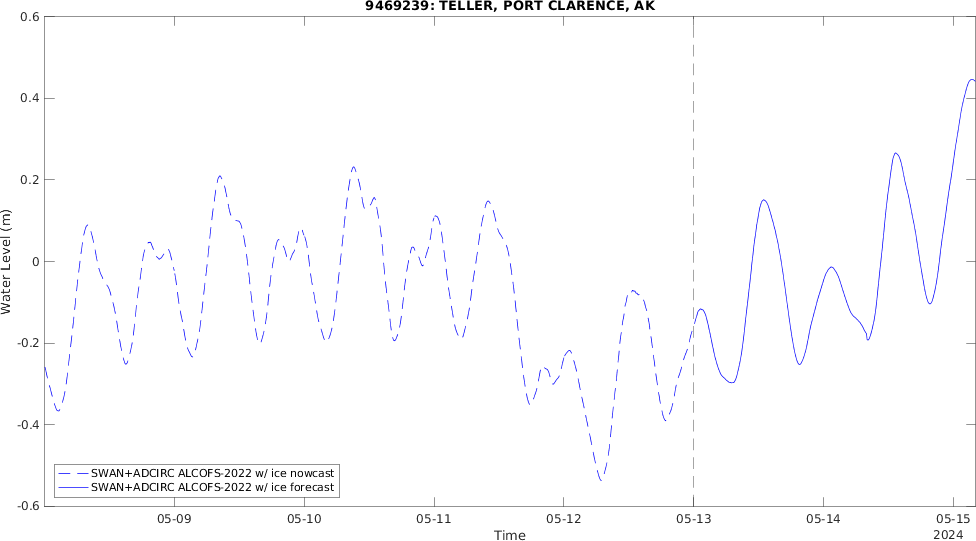 9469239: TELLER, PORT CLARENCE, AK
0.6
0.4
0.2
0
-0.2
-0.4
-0.6
Water Level (m)
SWAN+ADCIRC ALCOFS-2022 w/ ice nowcast
SWAN+ADCIRC ALCOFS-2022 w/ ice forecast
05-09 05-10 05-11 05-12 05-13 05-14 05-15
Time 2024